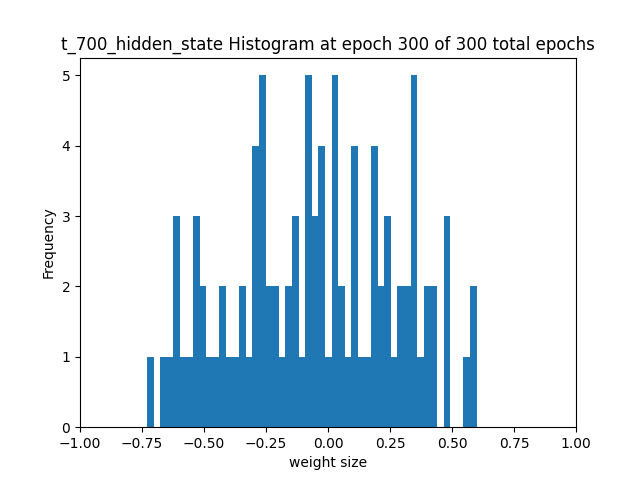 t_700_hidden_state Histogram at epoch 300 of 300 total epochs
Frequency
5
4
3
2
1
0
−1.00 −0.75 −0.50 −0.25 0.00 0.25 0.50 0.75 1.00
weight size